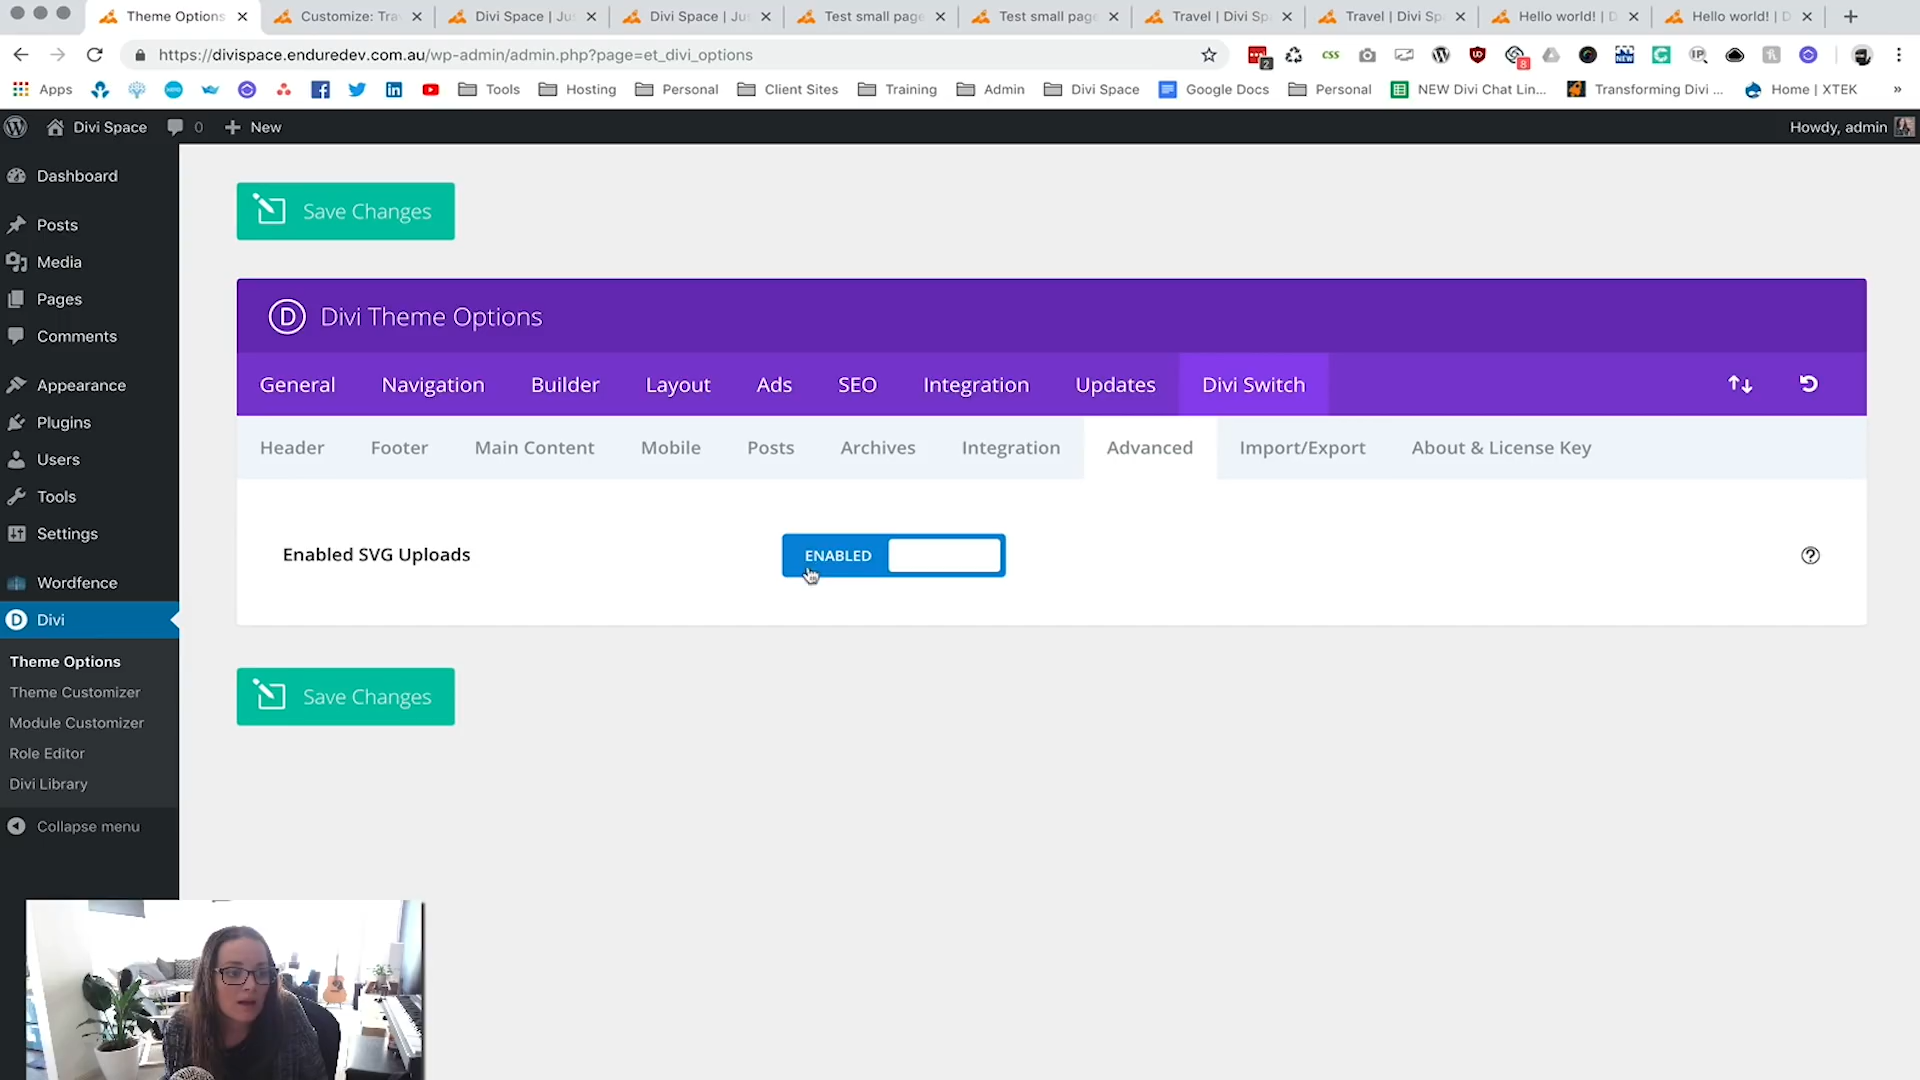 Theme Options
Customize: Tra
Divi Space | Ju
Divi Space | Ju
Test small page
Test small page
Travel | Divi Sp
Travel | Divi Sp
Hello world! | D
Hello world! | D
https://divispace.enduredev.com.au/wp-admin/admin.php?page=et_divi_options
Apps
Tools
Hosting
Personal
Client Sites
Training
Admin
Divi Space
Google Docs
Personal
NEW Divi Chat Lin...
Transforming Divi ...
Home | XTEK
»
Divi Space
0
New
Howdy, admin
Dashboard
Posts
Media
Pages
Comments
Appearance
Plugins
Users
Tools
Settings
Wordfence
Divi
Theme Options
Theme Customizer
Module Customizer
Role Editor
Divi Library
Collapse menu
Save Changes
Divi Theme Options
General Navigation Builder Layout Ads SEO Integration Updates Divi Switch
Header Footer Main Content Mobile Posts Archives Integration Advanced Import/Export About & License Key
Enabled SVG Uploads
ENABLED
Save Changes